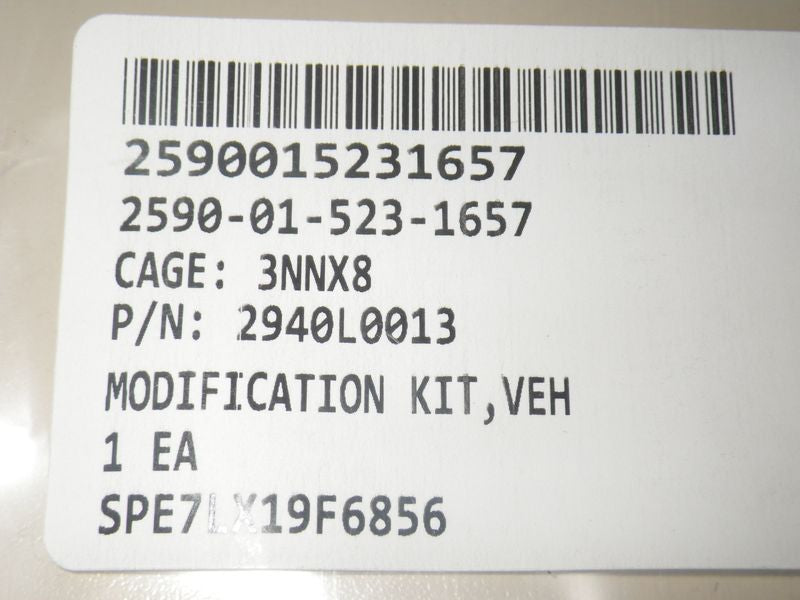 2590015231657
2590-01-523-1657
CAGE: 3NNX8
P/N: 2940L0013
MODIFICATION KIT,VEH
1 EA
SPE7LX19F6856